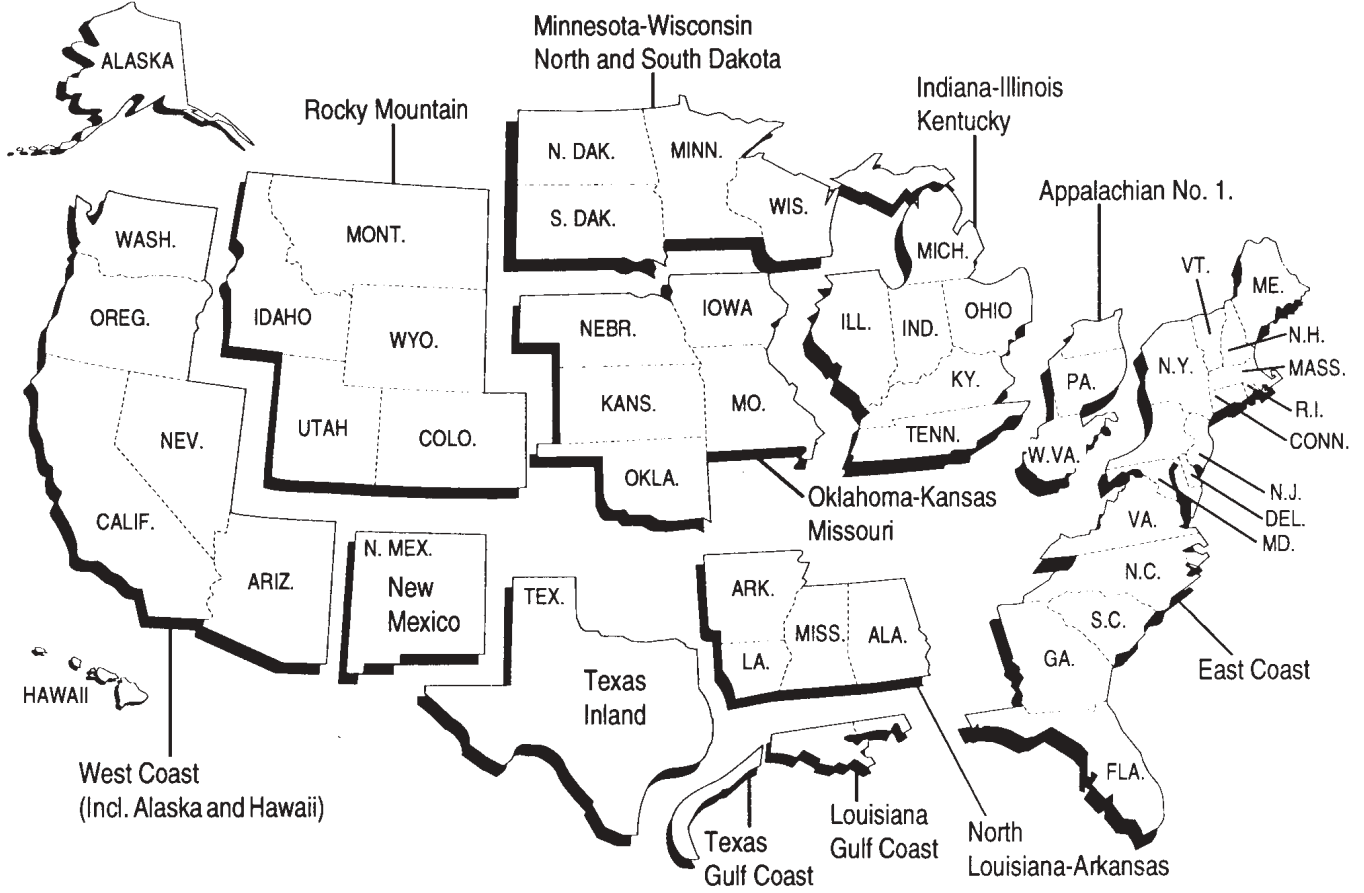 Minnesota-Wisconsin
North and South Dakota
ALASKA
Rocky Mountain
Indiana-Illinois
Kentucky
Appalachian No. 1.
N. DAK.
MINN.
S. DAK.
WIS.
WASH.
MONT.
MICH.
VT.
ME.
OREG.
IDAHO
WYO.
NEBR.
IOWA
ILL.
IND.
OHIO
N.H.
PA.
N.Y.
MASS.
KY.
R.I.
KANS.
MO.
CONN.
NEV.
UTAH
COLO.
TENN.
W.VA.
OKLA.
Oklahoma-Kansas
Missouri
N.J.
DEL.
MD.
CALIF.
VA.
N. MEX.
New
Mexico
ARIZ.
TEX.
ARK.
N.C.
MISS.
ALA.
S.C.
LA.
GA.
East Coast
HAWAII
Texas
Inland
West Coast
(Incl. Alaska and Hawaii)
FLA.
Texas
Gulf Coast
Louisiana
Gulf Coast
North
Louisiana-Arkansas